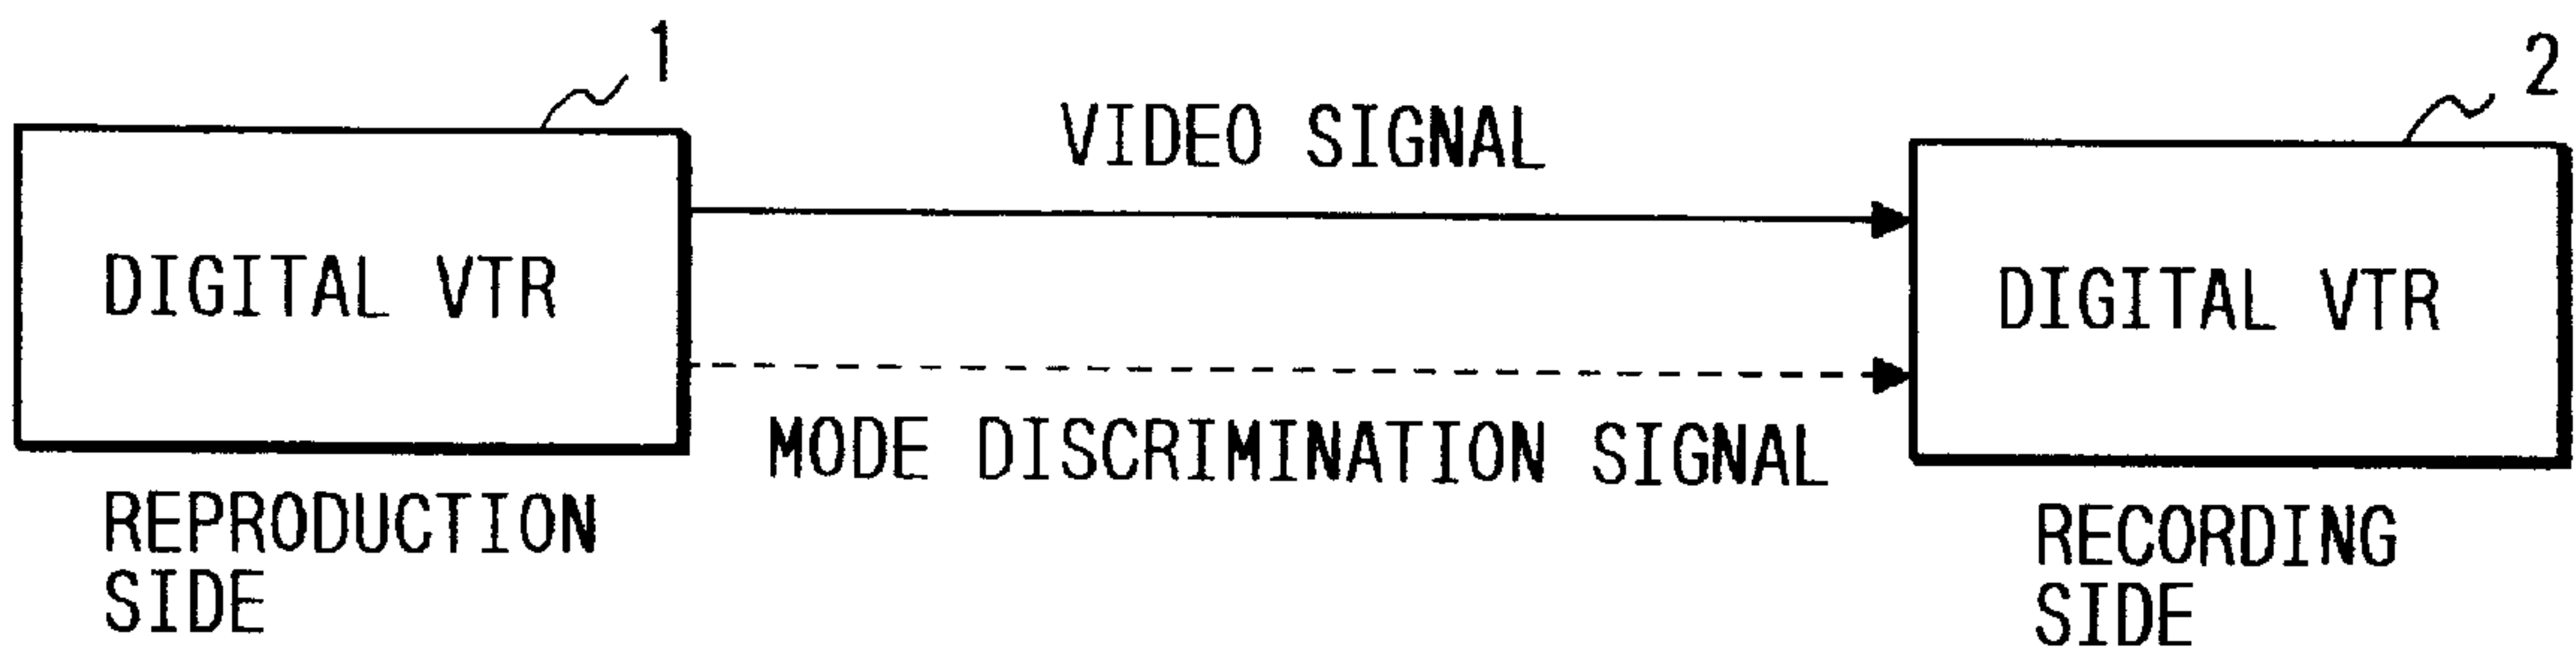 1
2
VIDEO SIGNAL
DIGITAL VTR
DIGITAL VTR
MODE DISCRIMINATION SIGNAL
REPRODUCTION
SIDE
RECORDING
SIDE